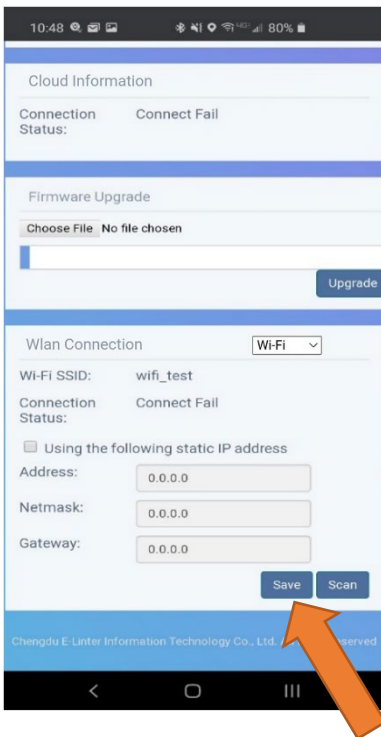 10:48 80%
Cloud Information
Connection Status: Connect Fail
Firmware Upgrade
Choose File No file chosen
Upgrade
Wlan Connection Wi-Fi
Wi-Fi SSID: wifi_test
Connection Status: Connect Fail
Using the following static IP address
Address: 0.0.0.0
Netmask: 0.0.0.0
Gateway: 0.0.0.0
Save Scan
Chengdu E-Linter Information Technology Co., Ltd.